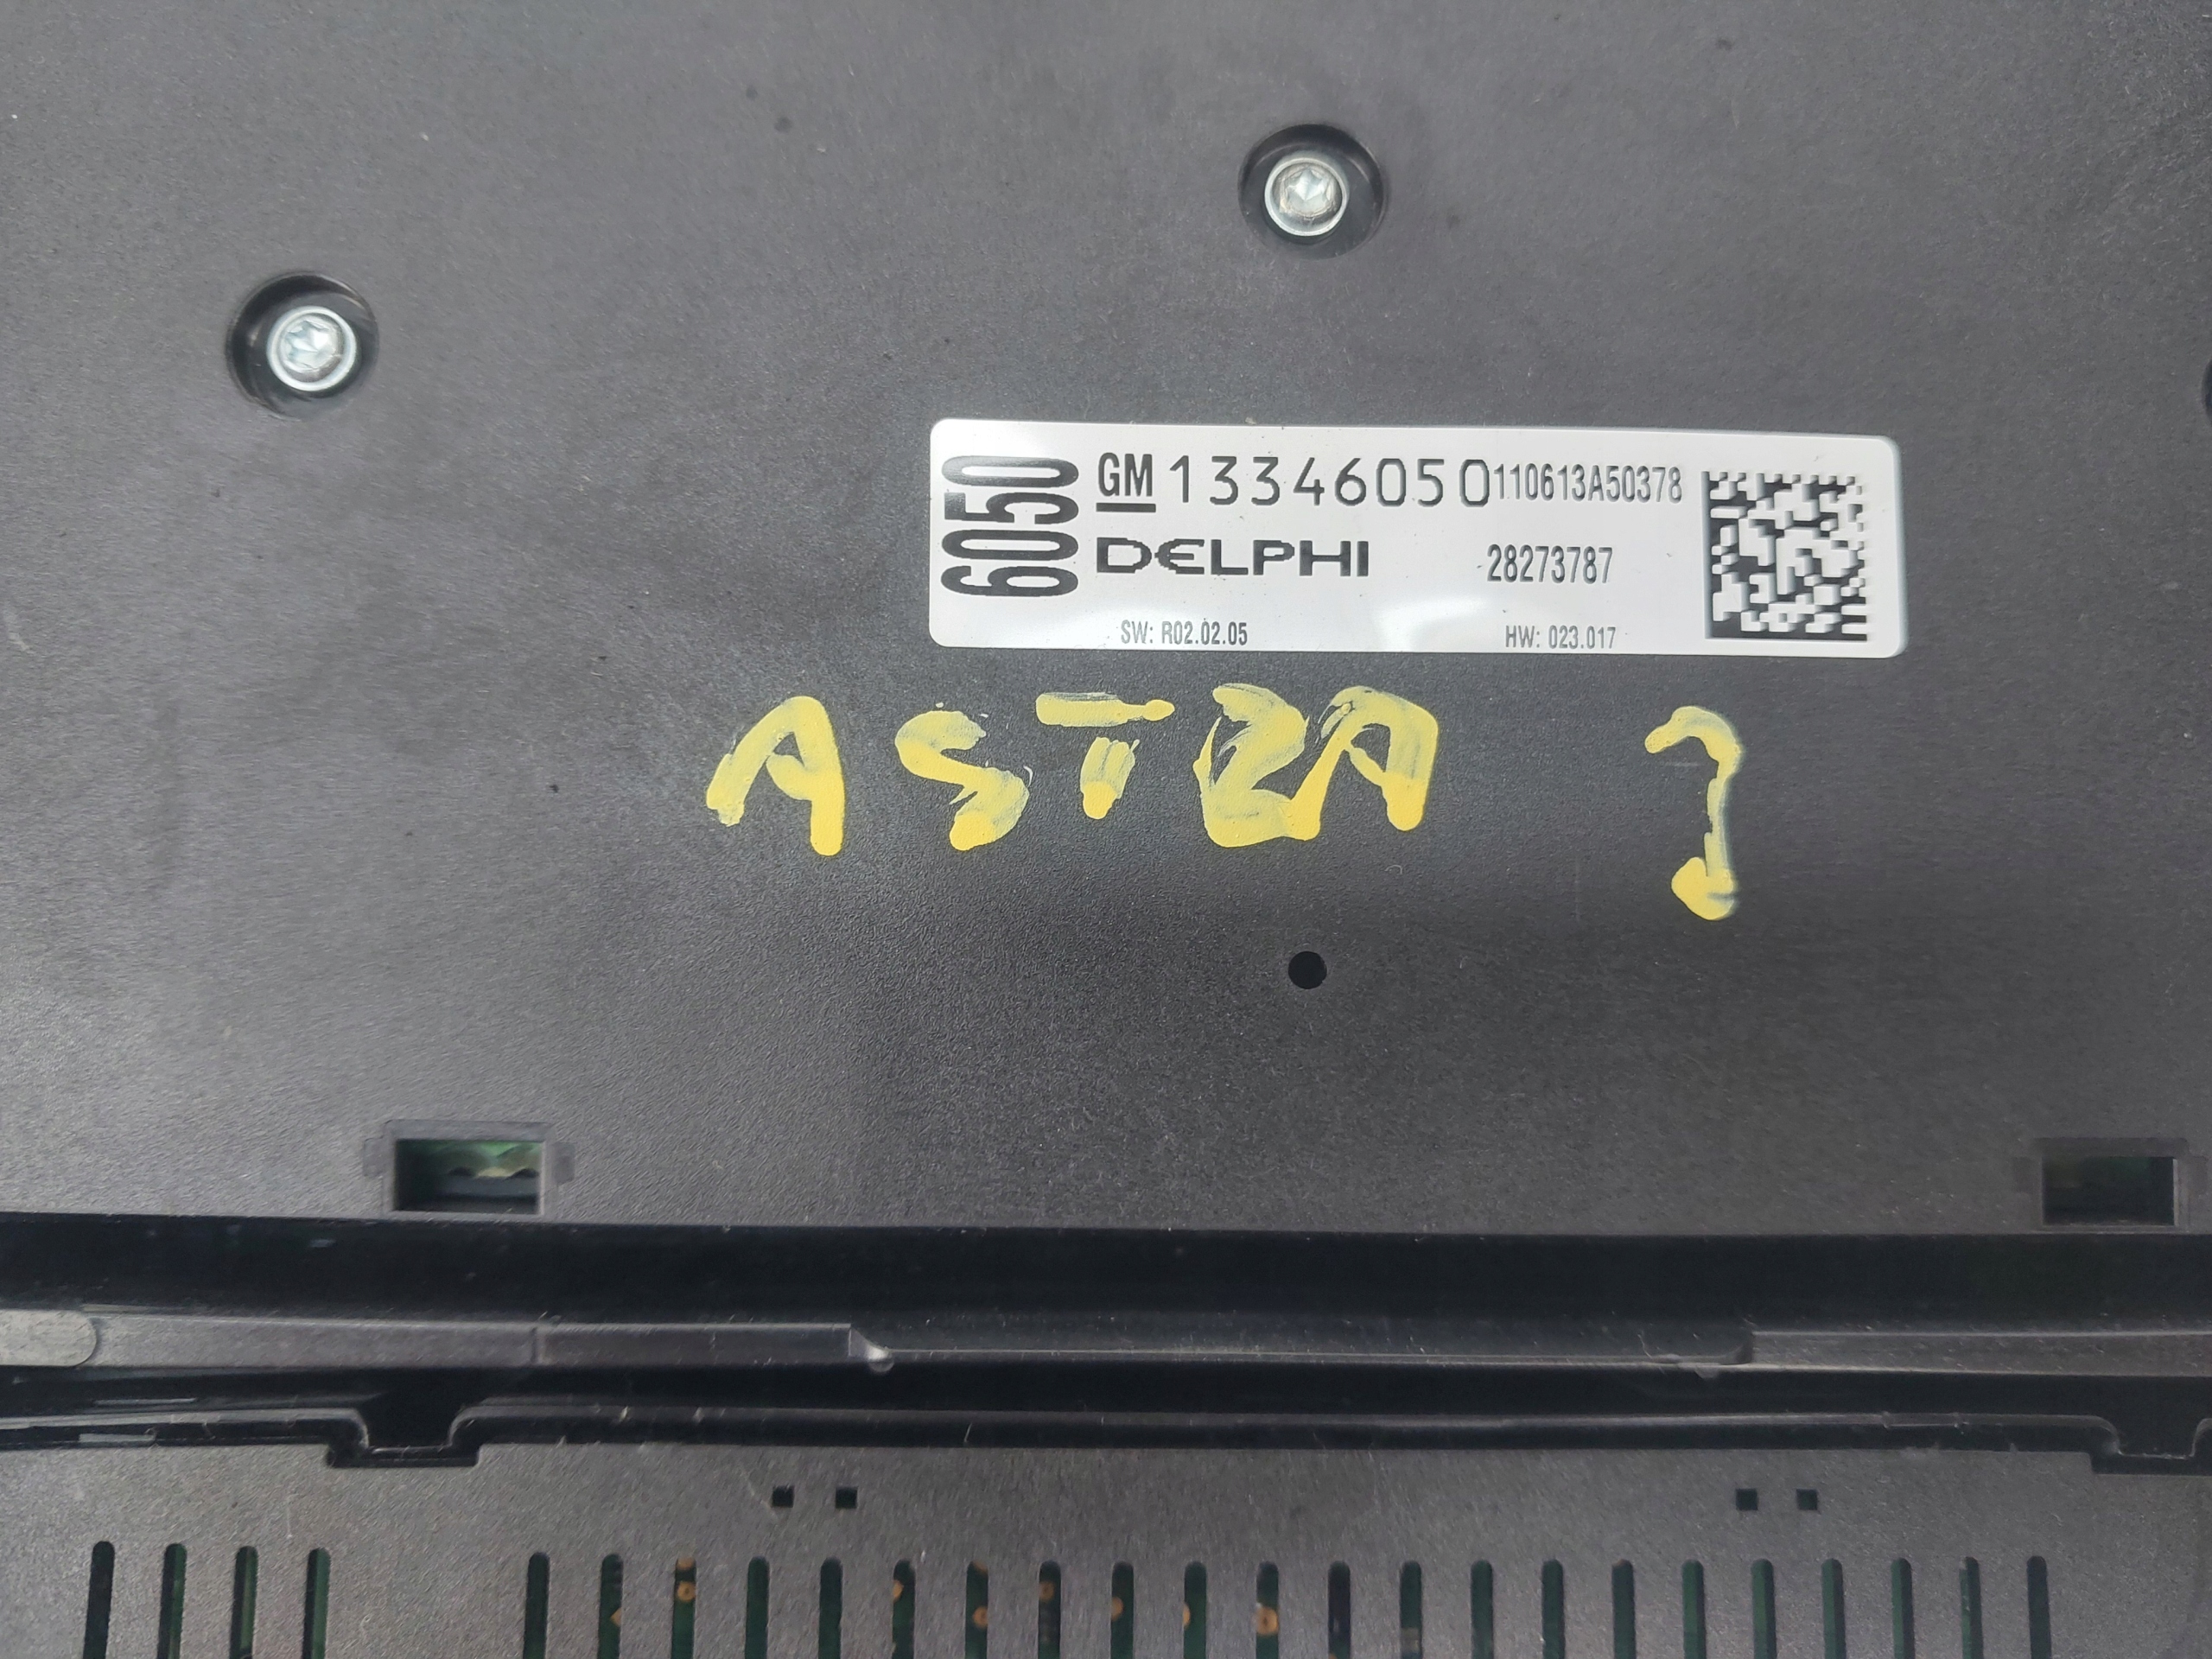 6050
GM 13346050 110613A50378
DELPHI 28273787
SW: R02.02.05 HW: 023.017
ASTRA J